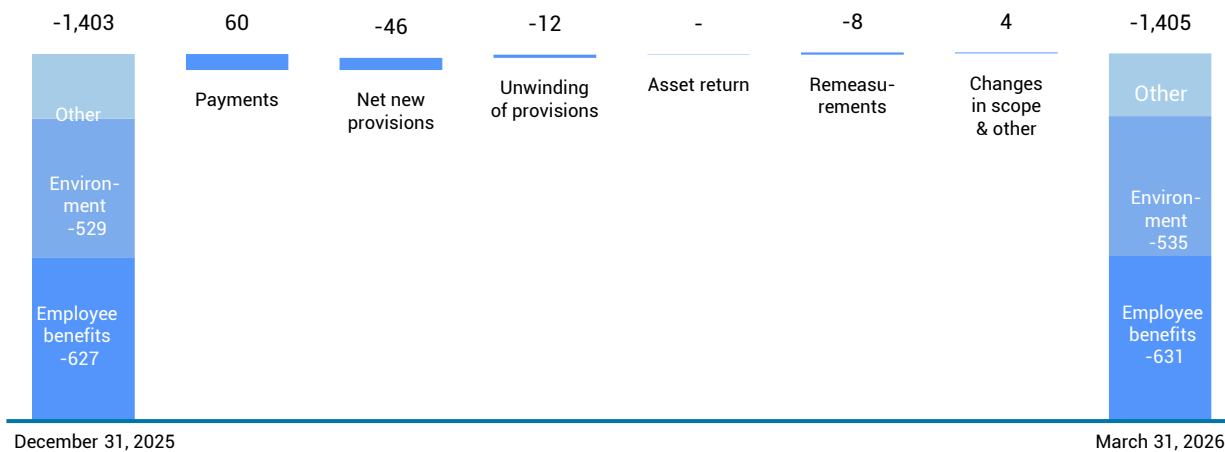 -1,403
60
-46
-12
-
-8
4
-1,405
Payments
Net new
provisions
Unwinding
of provisions
Asset return
Remeasu-
rements
Changes
in scope
& other
Other
Environ-
ment
-529
Employee
benefits
-627
Other
Environ-
ment
-535
Employee
benefits
-631
December 31, 2025
March 31, 2026